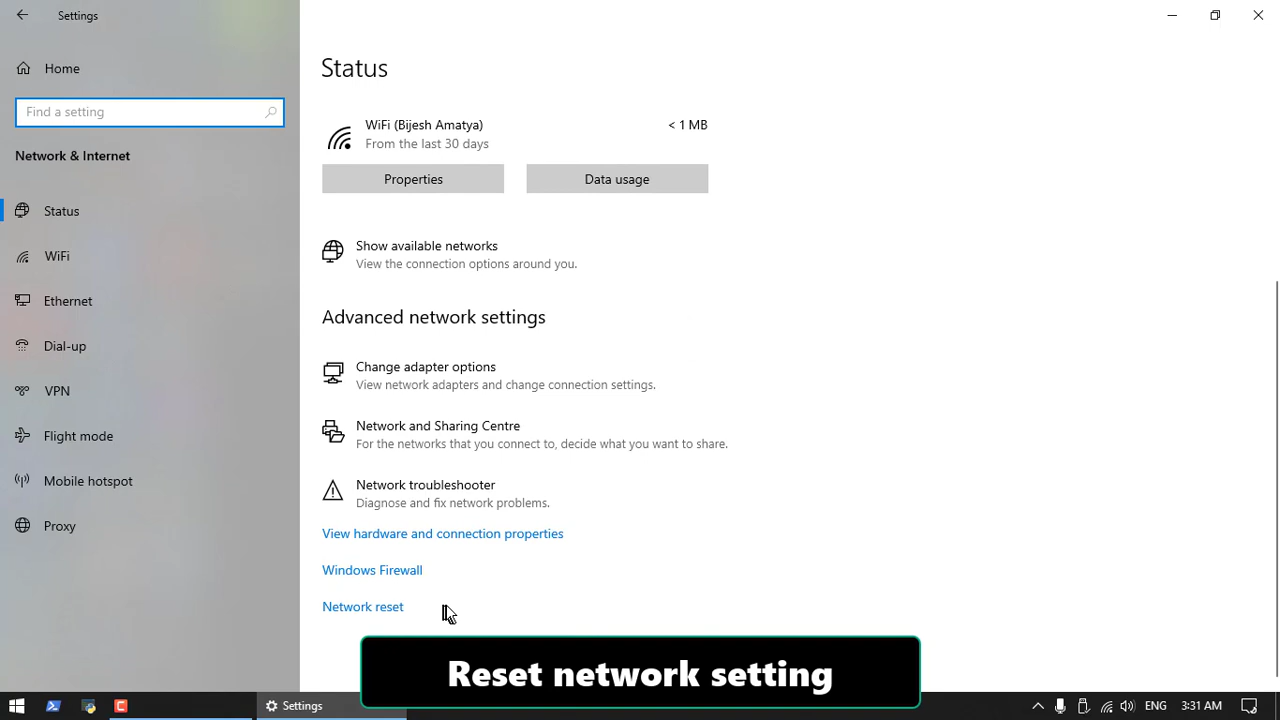 Settings
Home
Find a setting
Network & Internet
Status
WiFi
Ethernet
Dial-up
VPN
Flight mode
Mobile hotspot
Proxy
Status
WiFi (Bijesh Amatya)
< 1 MB
From the last 30 days
Properties
Data usage
Show available networks
View the connection options around you.
Advanced network settings
Change adapter options
View network adapters and change connection settings.
Network and Sharing Centre
For the networks that you connect to, decide what you want to share.
Network troubleshooter
Diagnose and fix network problems.
View hardware and connection properties
Windows Firewall
Network reset
Reset network setting
Settings
ENG
3:31 AM